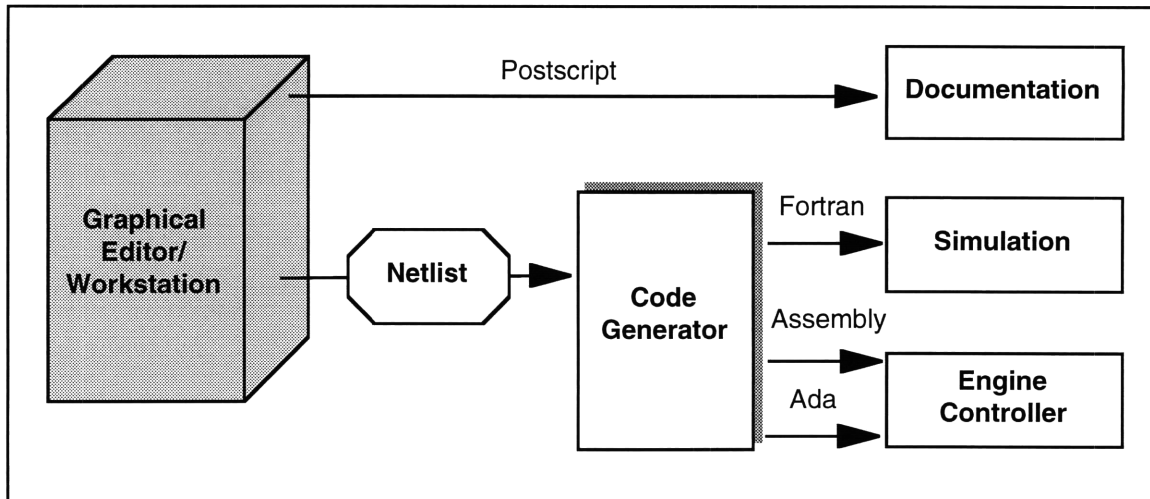 Postscript
Documentation
Graphical
Editor/
Workstation
Netlist
Code
Generator
Fortran
Simulation
Assembly
Ada
Engine
Controller